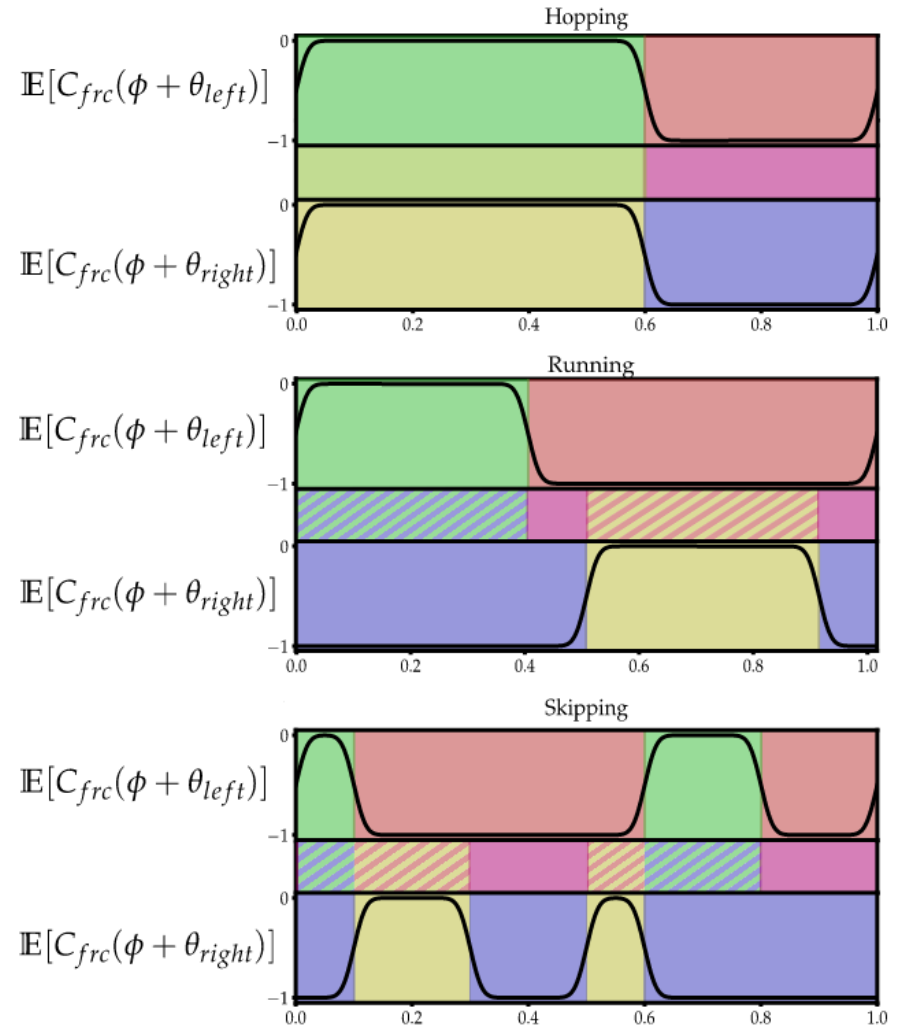 Hopping
0
𝔼[C_{frc}(ϕ + θ_{left})]
−1
0
𝔼[C_{frc}(ϕ + θ_{right})]
−1
0.0 0.2 0.4 0.6 0.8 1.0
Running
0
𝔼[C_{frc}(ϕ + θ_{left})]
−1
0
𝔼[C_{frc}(ϕ + θ_{right})]
−1
0.0 0.2 0.4 0.6 0.8 1.0
Skipping
0
𝔼[C_{frc}(ϕ + θ_{left})]
−1
0
𝔼[C_{frc}(ϕ + θ_{right})]
−1
0.0 0.2 0.4 0.6 0.8 1.0